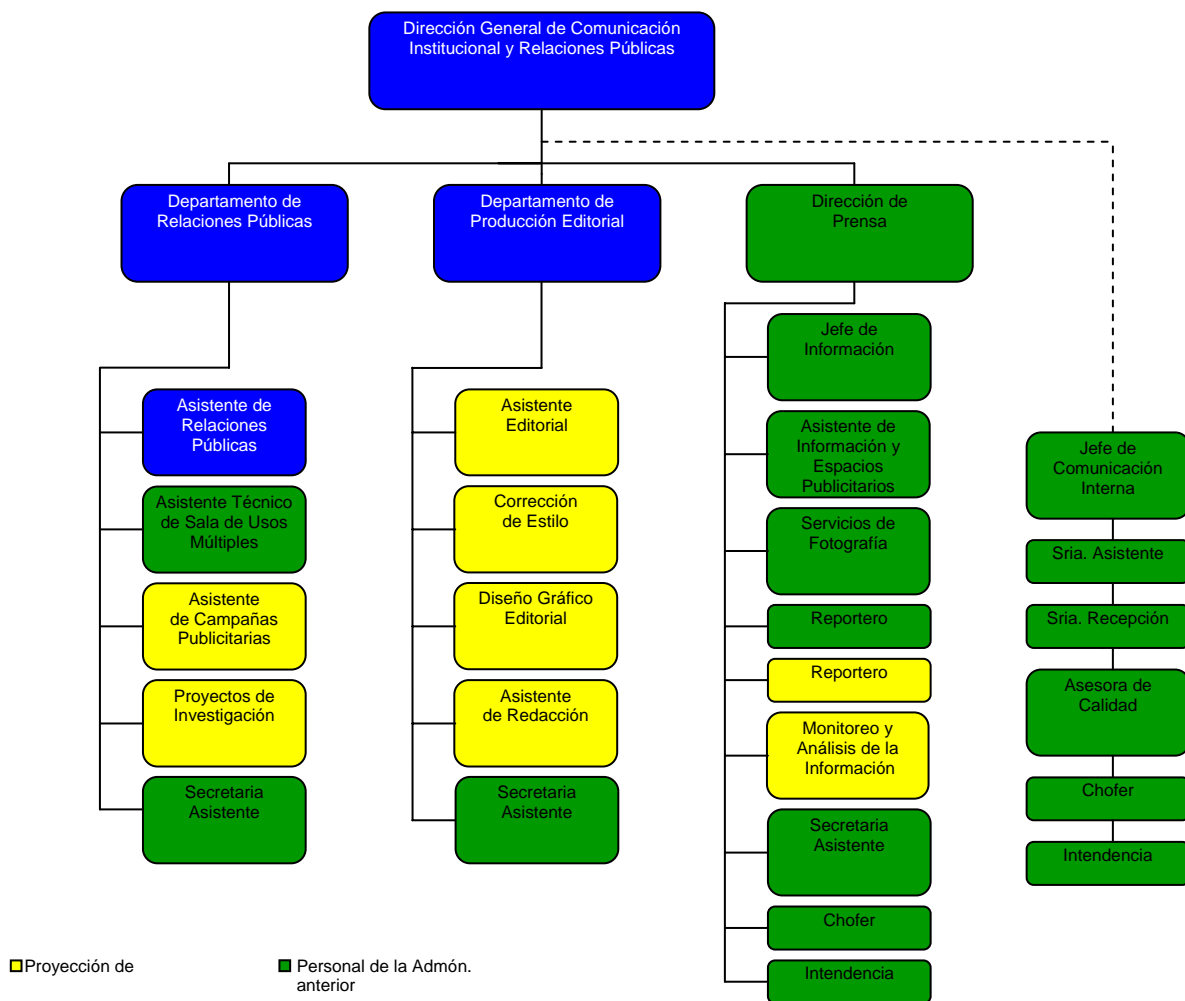 Dirección General de Comunicación
Institucional y Relaciones Públicas
Departamento de
Relaciones Públicas
Departamento de
Producción Editorial
Dirección de
Prensa
Asistente de
Relaciones
Públicas
Asistente Técnico
de Sala de Usos
Múltiples
Asistente
de Campañas
Publicitarias
Proyectos de
Investigación
Secretaria
Asistente
Asistente
Editorial
Corrección
de Estilo
Diseño Gráfico
Editorial
Asistente
de Redacción
Secretaria
Asistente
Jefe de
Información
Asistente de
Información y
Espacios
Publicitarios
Servicios de
Fotografía
Reportero
Reportero
Monitoreo y
Análisis de la
Información
Secretaria
Asistente
Chofer
Intendencia
Jefe de
Comunicación
Interna
Sria. Asistente
Sria. Recepción
Asesora de
Calidad
Chofer
Intendencia
Proyección de
Personal de la Admón.
anterior